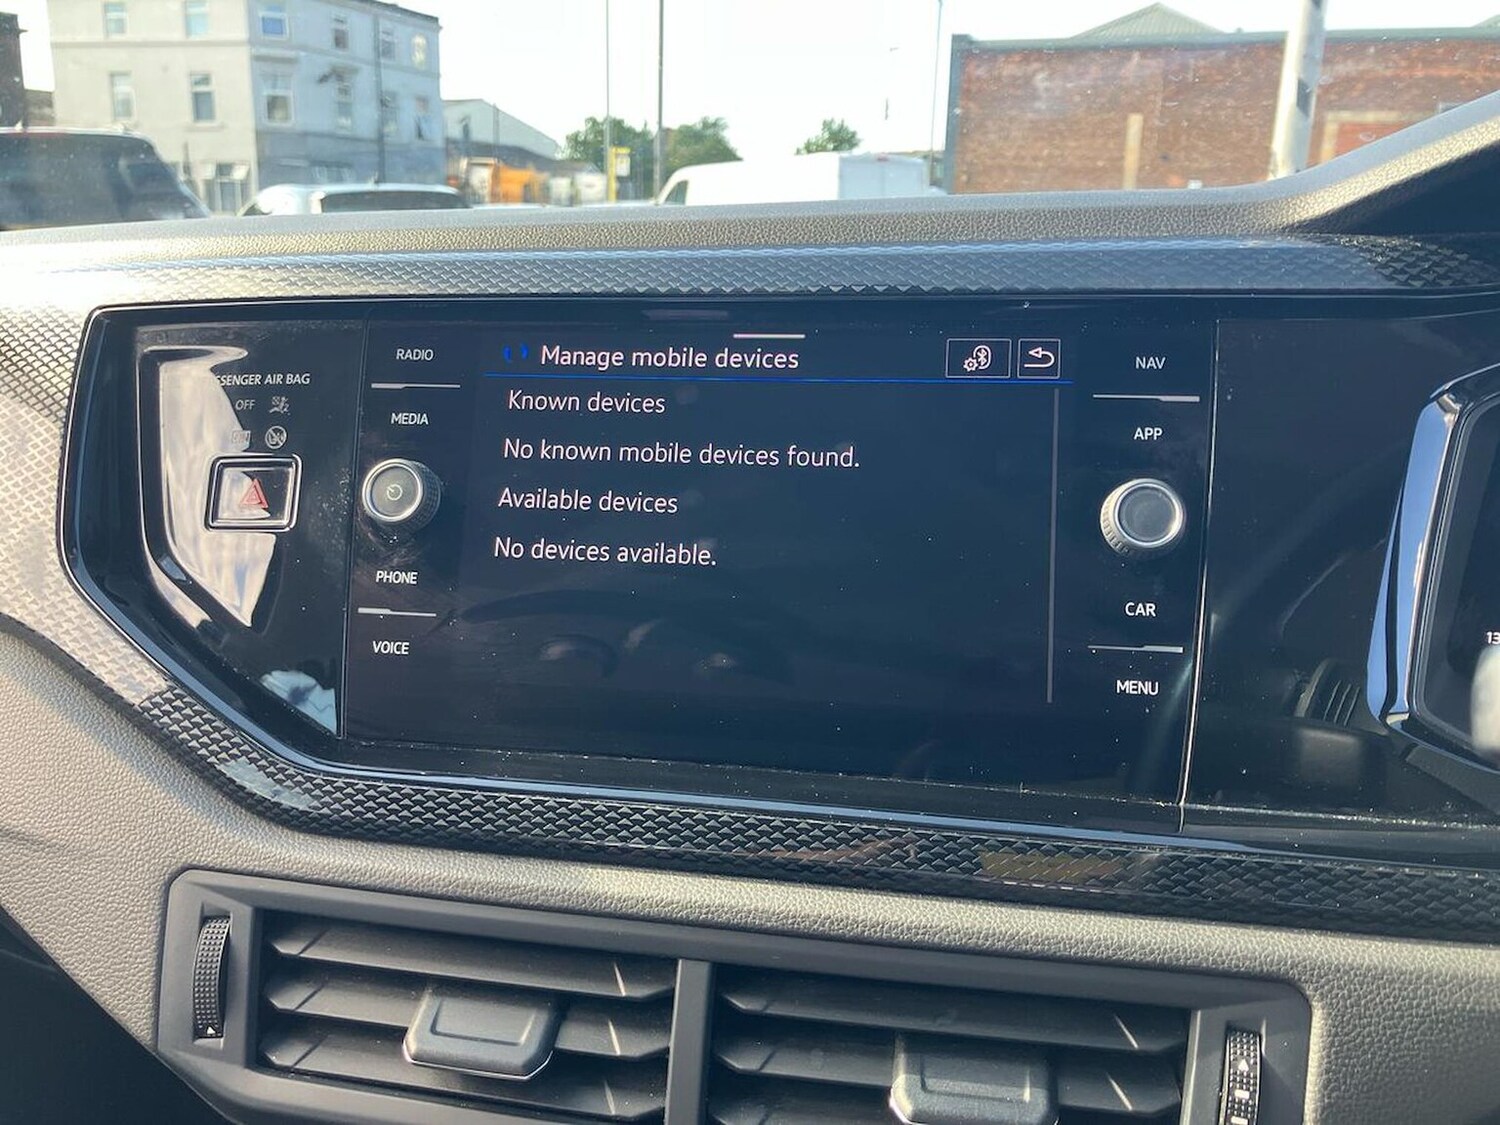 SENGER AIR BAG
OFF
RADIO
MEDIA
PHONE
VOICE
Manage mobile devices
Known devices
No known mobile devices found.
Available devices
No devices available.
NAV
APP
CAR
MENU
13